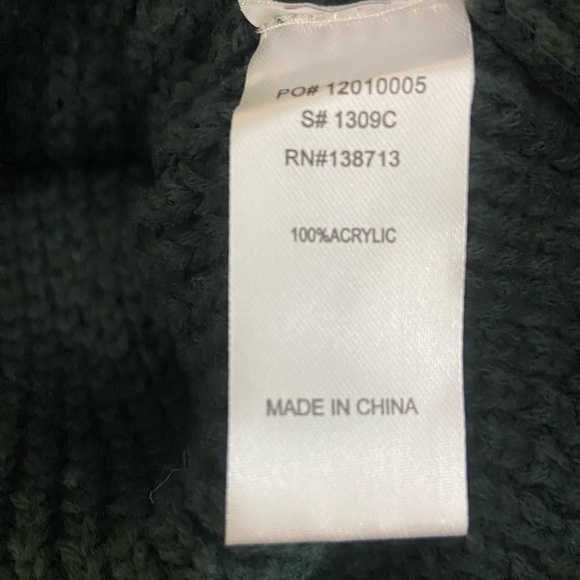 PO# 12010005
S# 1309C
RN#138713
100%ACRYLIC
MADE IN CHINA